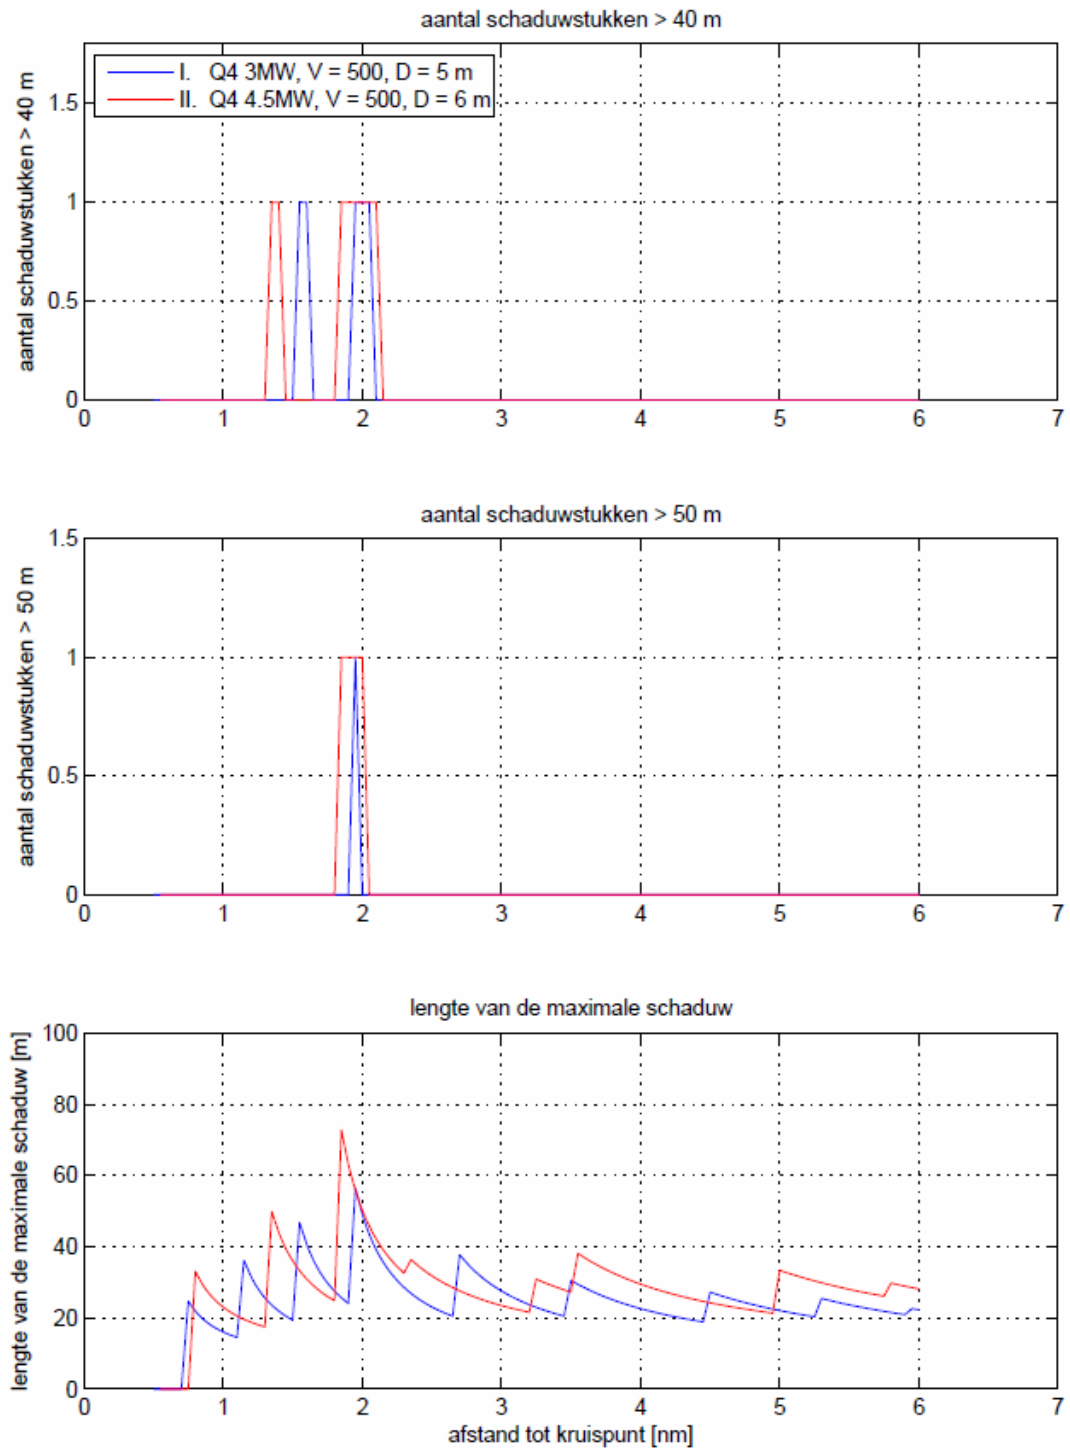 aantal schaduwstukken > 40 m
aantal schaduwstukken > 40 m
I. Q4 3MW, V = 500, D = 5 m
II. Q4 4.5MW, V = 500, D = 6 m
1.5
1
0.5
0
0 1 2 3 4 5 6 7
aantal schaduwstukken > 50 m
aantal schaduwstukken > 50 m
1.5
1
0.5
0
0 1 2 3 4 5 6 7
lengte van de maximale schaduw
lengte van de maximale schaduw [m]
100
80
60
40
20
0
0 1 2 3 4 5 6 7
afstand tot kruispunt [nm]